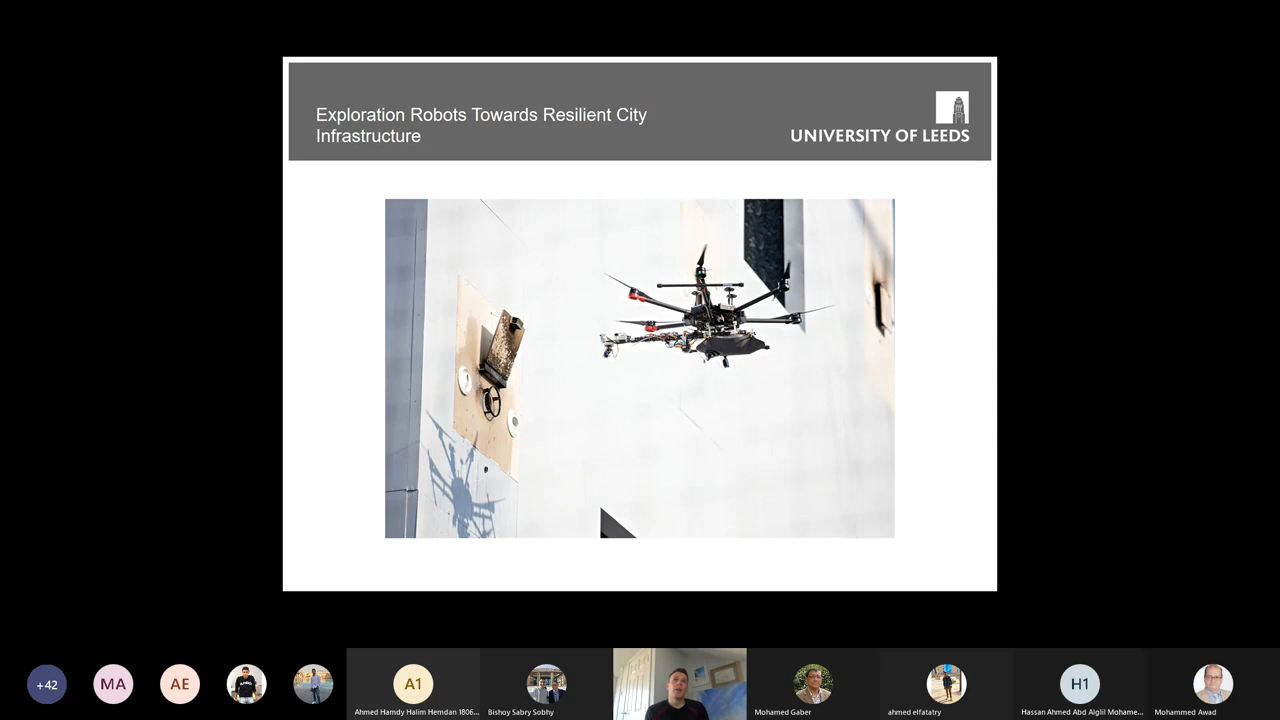 Exploration Robots Towards Resilient City
Infrastructure
UNIVERSITY OF LEEDS
+42
MA
AE
A1
H1
Ahmed Hamdy Halim Hemdan 1806...
Bishoy Sabry Sobhy
Mohamed Gaber
ahmed elfatatry
Hassan Ahmed Abd Alglil Mohame...
Mohammed Awad